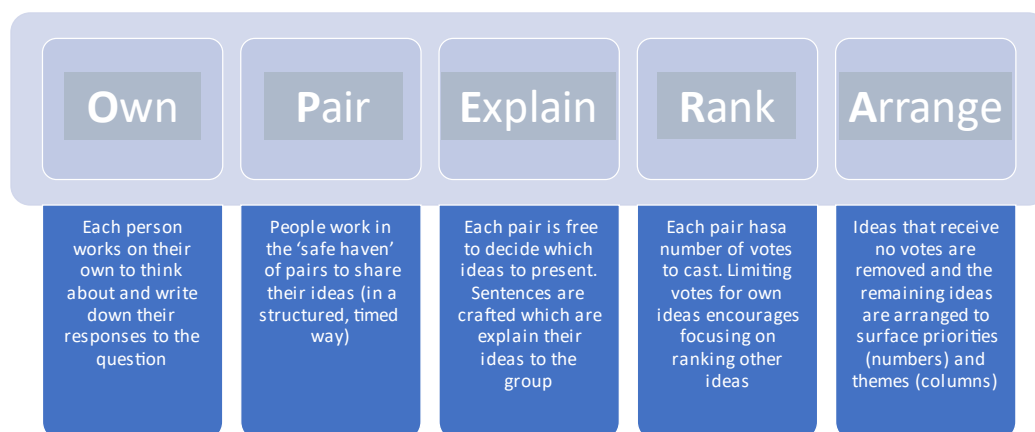 Own
Pair
Explain
Rank
Arrange
Each person
works on their
own to think
about and write
down their
responses to the
question
People work in
the ‘safe haven’
of pairs to share
their ideas (in a
structured, timed
way)
Each pair is free
to decide which
ideas to present.
Sentences are
crafted which are
explain their
ideas to the
group
Each pair hasa
number of votes
to cast. Limiting
votes for own
ideas encourages
focusing on
ranking other
ideas
Ideas that receive
no votes are
removed and the
remaining ideas
are arranged to
surface priorities
(numbers) and
themes (columns)